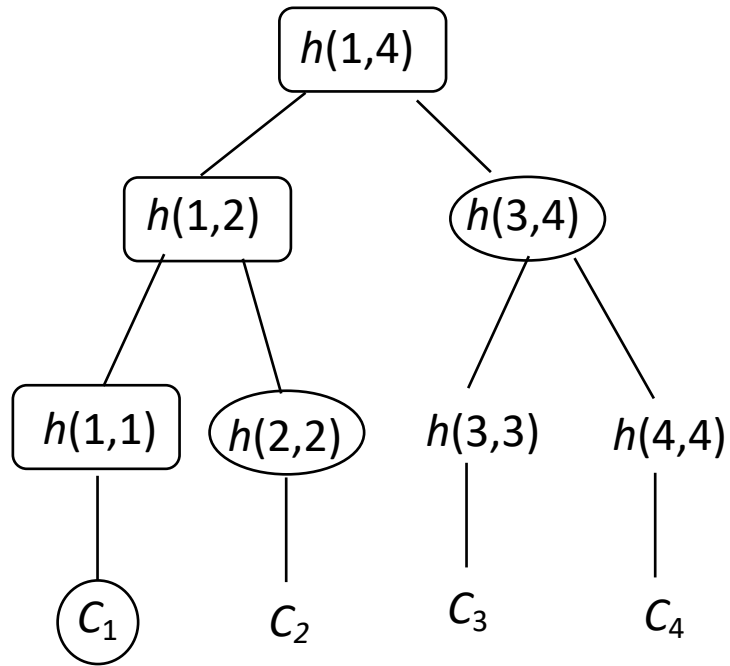 h(1,4)
h(1,2) h(3,4)
h(1,1) h(2,2) h(3,3) h(4,4)
C₁ C₂ C₃ C₄